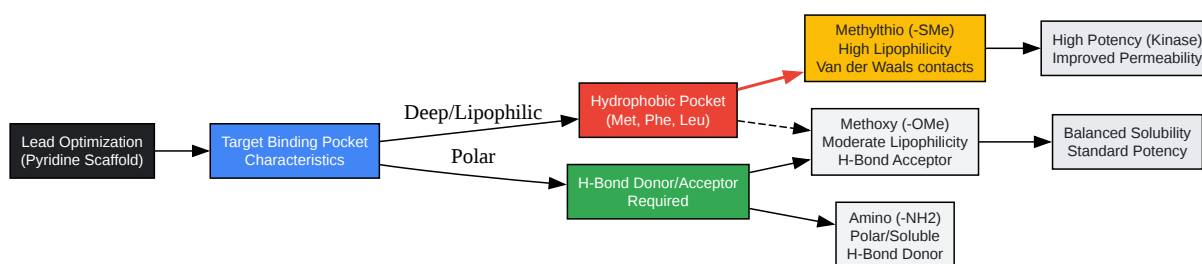 Lead Optimization
(Pyridine Scaffold)
Target Binding Pocket
Characteristics
Deep/Lipophilic
Polar
Hydrophobic Pocket
(Met, Phe, Leu)
H-Bond Donor/Acceptor
Required
Methylthio (-SMe)
High Lipophilicity
Van der Waals contacts
Methoxy (-OMe)
Moderate Lipophilicity
H-Bond Acceptor
Amino (-NH2)
Polar/Soluble
H-Bond Donor
High Potency (Kinase)
Improved Permeability
Balanced Solubility
Standard Potency